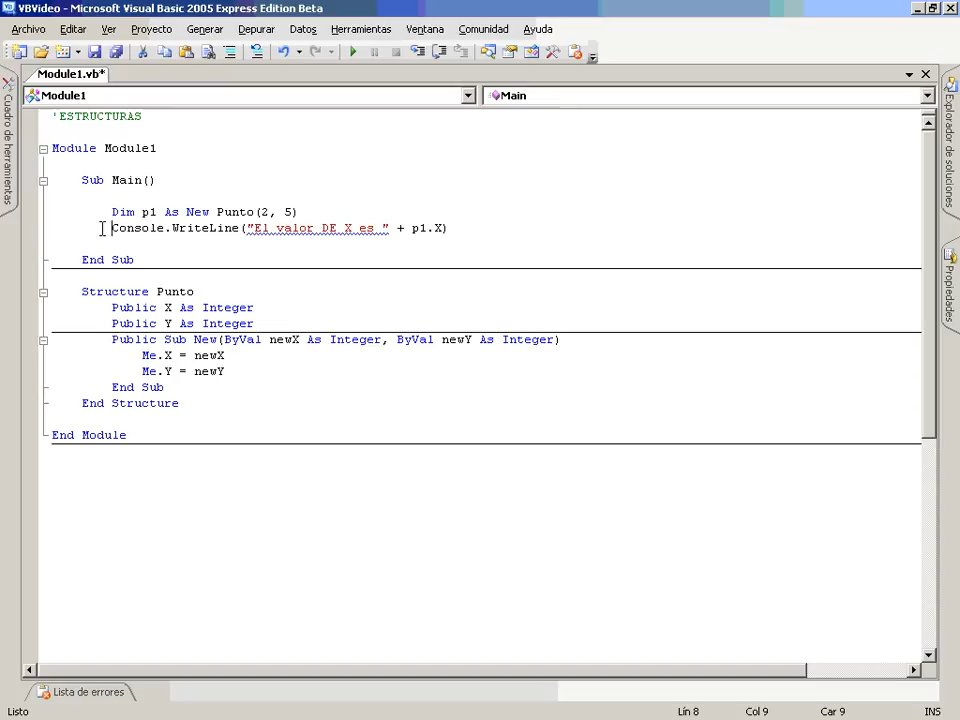 VBVideo - Microsoft Visual Basic 2005 Express Edition Beta
Archivo Editar Ver Proyecto Generar Depurar Datos Herramientas Ventana Comunidad Ayuda
Module1.vb*
Module1 Main
Cuadro de herramientas
Explorador de soluciones
Propiedades
'ESTRUCTURAS
Module Module1
Sub Main()
Dim p1 As New Punto(2, 5)
Console.WriteLine("El valor DE X es " + p1.X)
End Sub
Structure Punto
Public X As Integer
Public Y As Integer
Public Sub New(ByVal newX As Integer, ByVal newY As Integer)
Me.X = newX
Me.Y = newY
End Sub
End Structure
End Module
Lista de errores
Listo Lín 8 Col 9 Car 9 INS